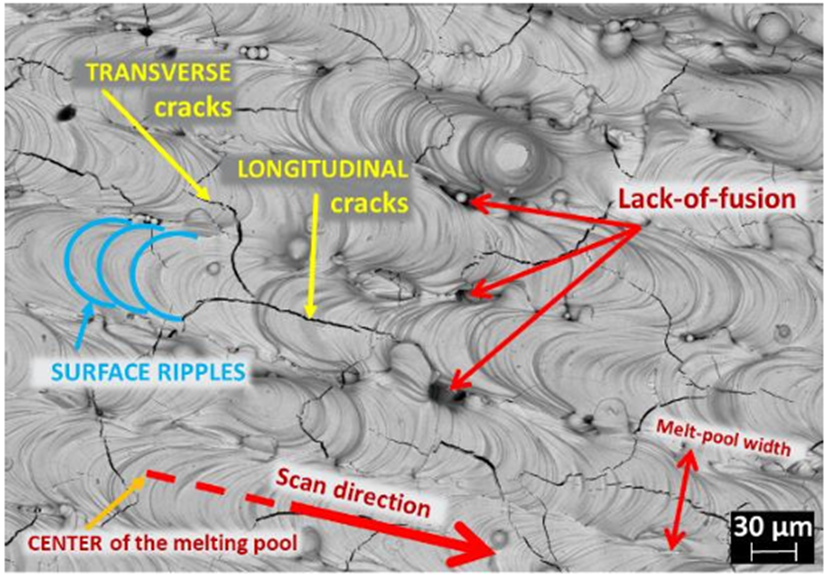 TRANSVERSE
cracks
LONGITUDINAL
cracks
Lack-of-fusion
SURFACE RIPPLES
Melt-pool width
Scan direction
CENTER of the melting pool
30 µm